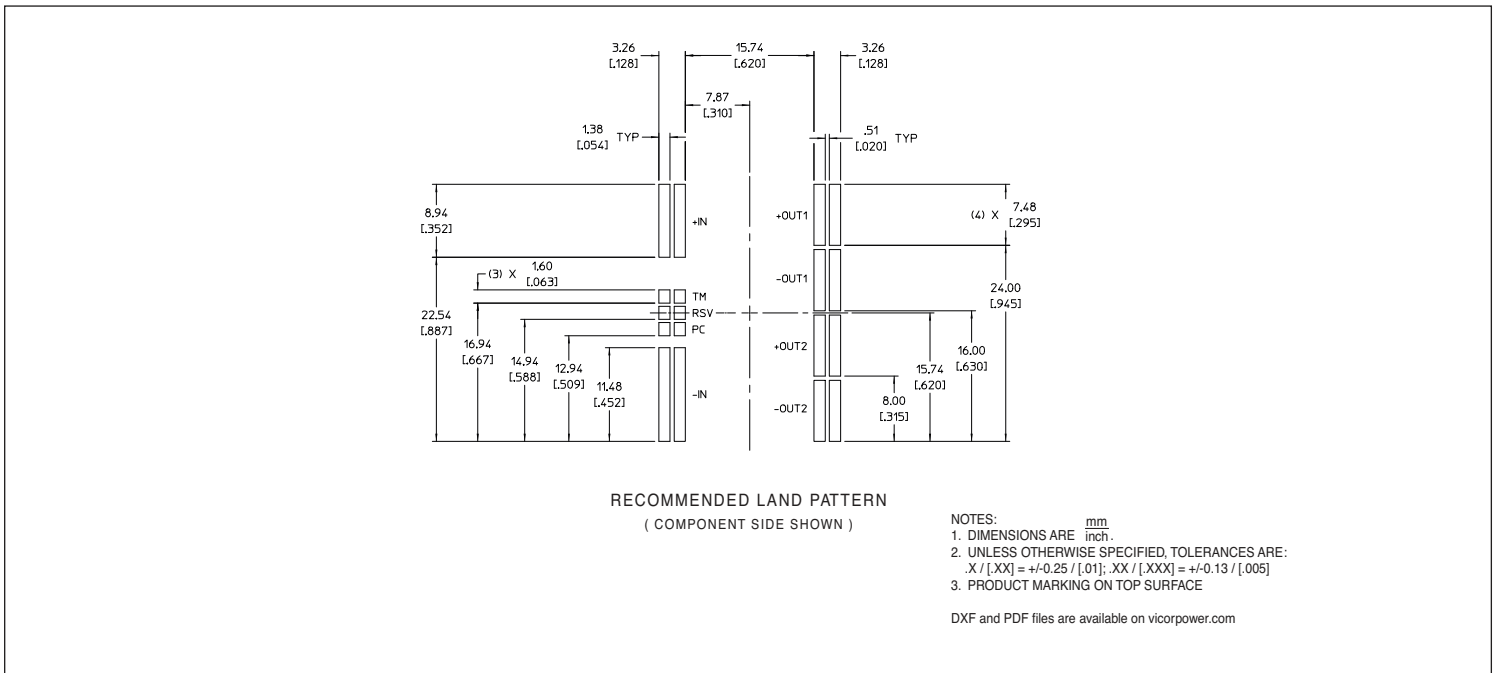 3.26
[.128]
15.74
[.620]
3.26
[.128]
7.87
[.310]
1.38
[.054] TYP
.51
[.020] TYP
8.94
[.352]
+IN
+OUT1
(4) X 7.48
[.295]
(3) X 1.60
[.063]
-OUT1
TM
RSV
PC
24.00
[.945]
22.54
[.887]
16.94
[.667]
14.94
[.588]
12.94
[.509]
11.48
[.452]
+OUT2
16.00
[.630]
15.74
[.620]
8.00
[.315]
-IN
-OUT2
RECOMMENDED LAND PATTERN
( COMPONENT SIDE SHOWN )
NOTES:
1. DIMENSIONS ARE mm/inch.
2. UNLESS OTHERWISE SPECIFIED, TOLERANCES ARE:
.X / [.XX] = +/-0.25 / [.01]; .XX / [.XXX] = +/-0.13 / [.005]
3. PRODUCT MARKING ON TOP SURFACE
DXF and PDF files are available on vicorpower.com